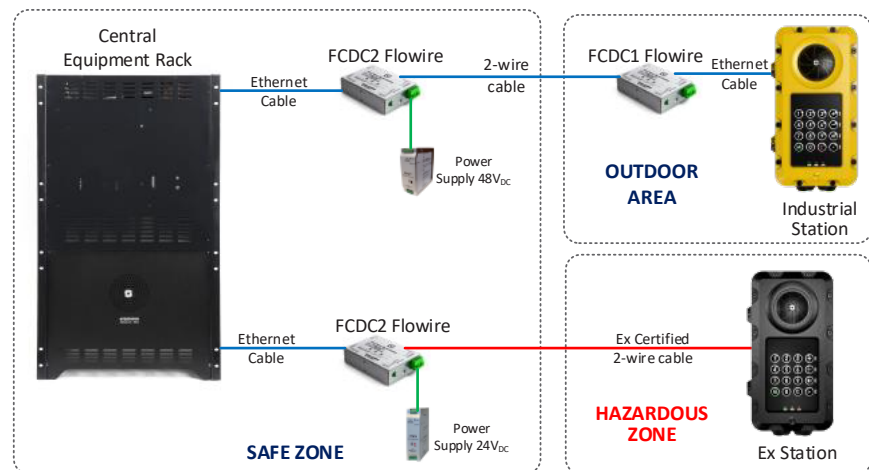 Central
Equipment Rack
Ethernet
Cable
FCDC2 Flowire
2-wire
cable
FCDC1 Flowire
Ethernet
Cable
Power
Supply 48VDC
OUTDOOR
AREA
Industrial
Station
Ethernet
Cable
FCDC2 Flowire
Ex Certified
2-wire cable
Power
Supply 24VDC
SAFE ZONE
HAZARDOUS
ZONE
Ex Station